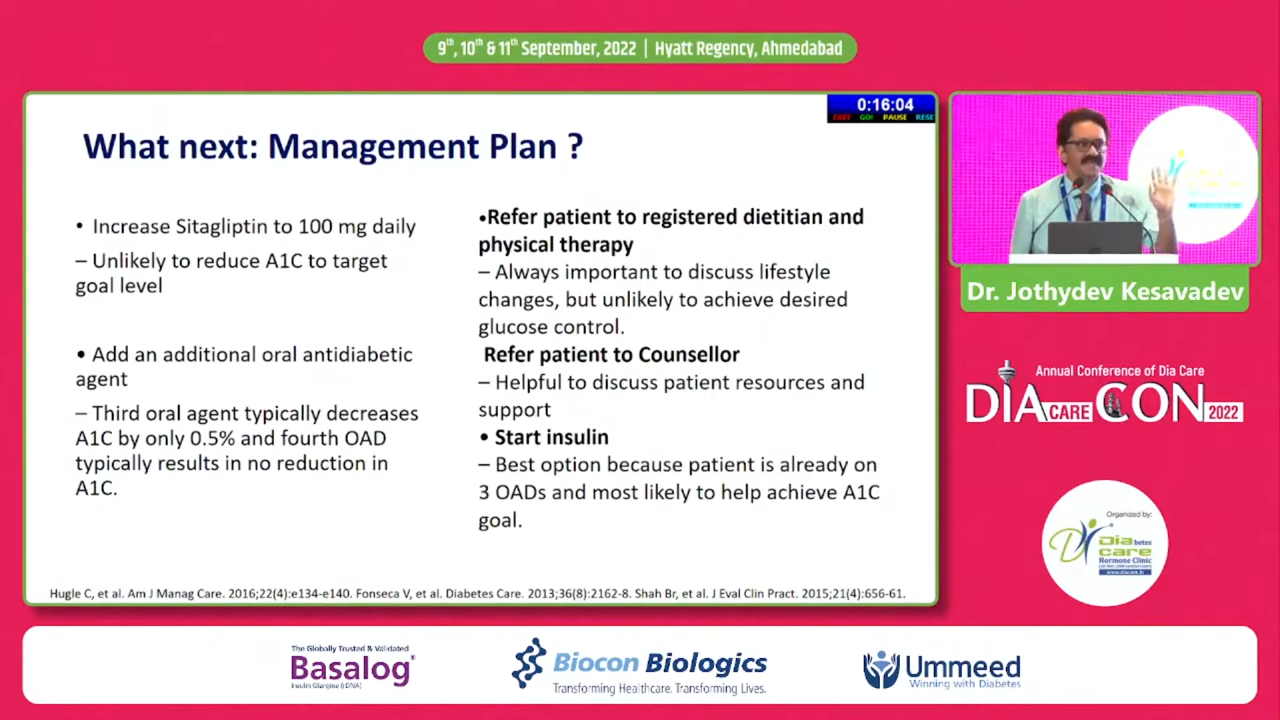 9th, 10th & 11th September, 2022 | Hyatt Regency, Ahmedabad
0:16:04
EXIT GO! PAUSE RESE
What next: Management Plan ?
• Increase Sitagliptin to 100 mg daily
– Unlikely to reduce A1C to target
goal level
• Add an additional oral antidiabetic
agent
– Third oral agent typically decreases
A1C by only 0.5% and fourth OAD
typically results in no reduction in
A1C.
•Refer patient to registered dietitian and
physical therapy
– Always important to discuss lifestyle
changes, but unlikely to achieve desired
glucose control.
Refer patient to Counsellor
– Helpful to discuss patient resources and
support
• Start insulin
– Best option because patient is already on
3 OADs and most likely to help achieve A1C
goal.
Hugle C, et al. Am J Manag Care. 2016;22(4):e134-e140. Fonseca V, et al. Diabetes Care. 2013;36(8):2162-8. Shah Br, et al. J Eval Clin Pract. 2015;21(4):656-61.
Dr. Jothydev Kesavadev
Annual Conference of Dia Care
DIA CARE CON 2022
Organized by:
Diabetes
care
Hormone Clinic
www.diacare.in
The Globally Trusted & Validated
Basalog
Insulin Glargine (rDNA)
Biocon Biologics
Transforming Healthcare. Transforming Lives.
Ummeed
Winning with Diabetes